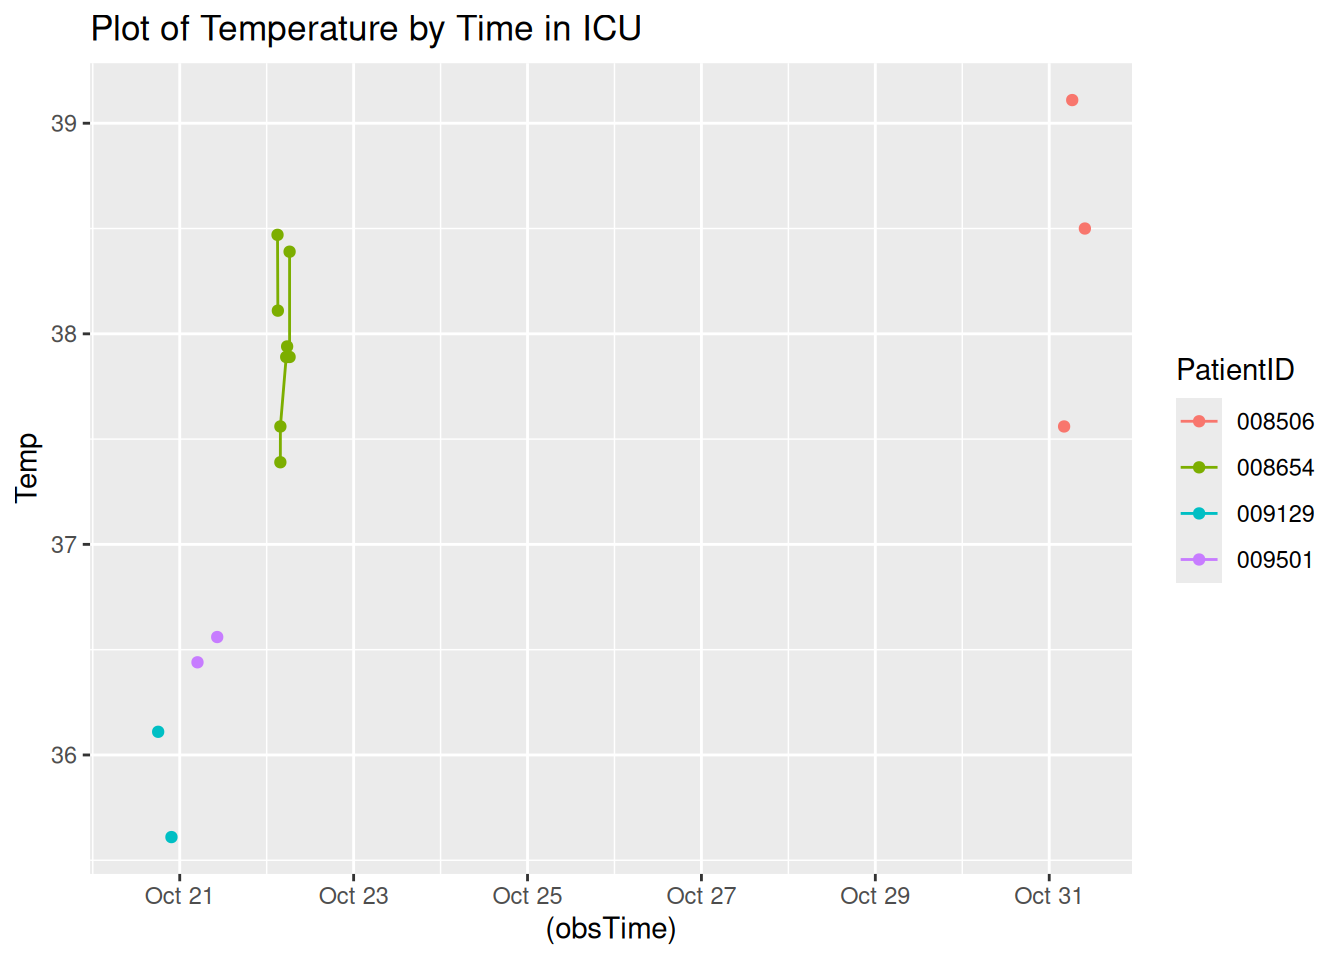 Plot of Temperature by Time in ICU
39
38
37
36
Temp
Oct 21 Oct 23 Oct 25 Oct 27 Oct 29 Oct 31
(obsTime)
PatientID
008506
008654
009129
009501